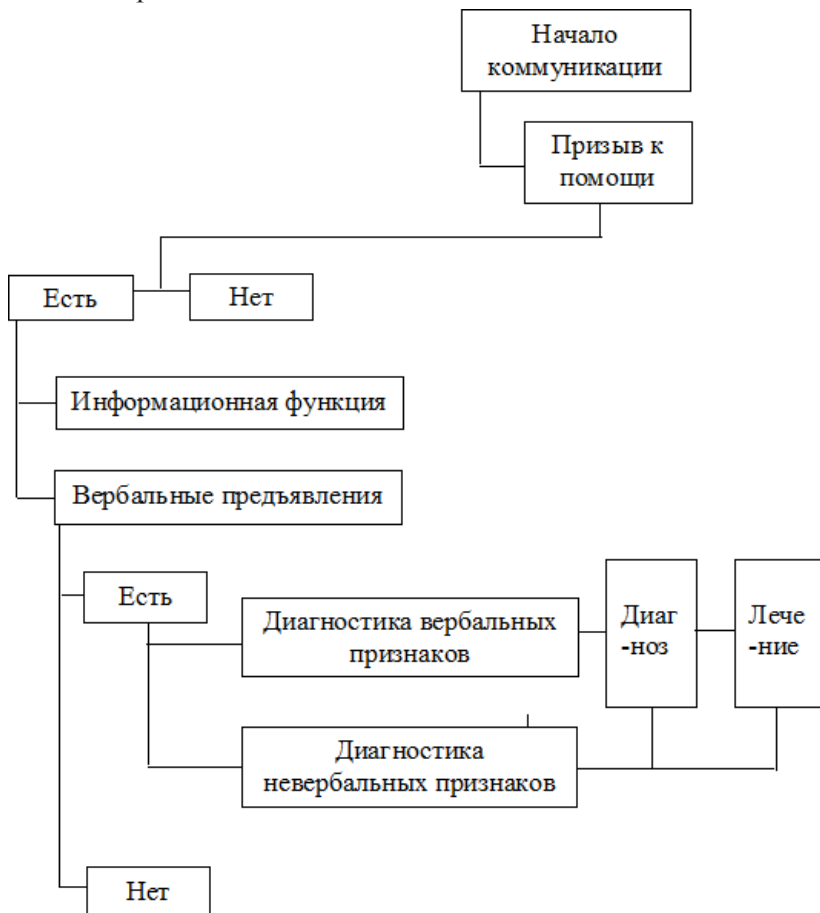 Начало
коммуникации
Призыв к
помощи
Есть
Нет
Информационная функция
Вербальные предъявления
Есть
Диагностика вербальных
признаков
Диаг
-ноз
Лече
-ние
Диагностика
невербальных признаков
Нет